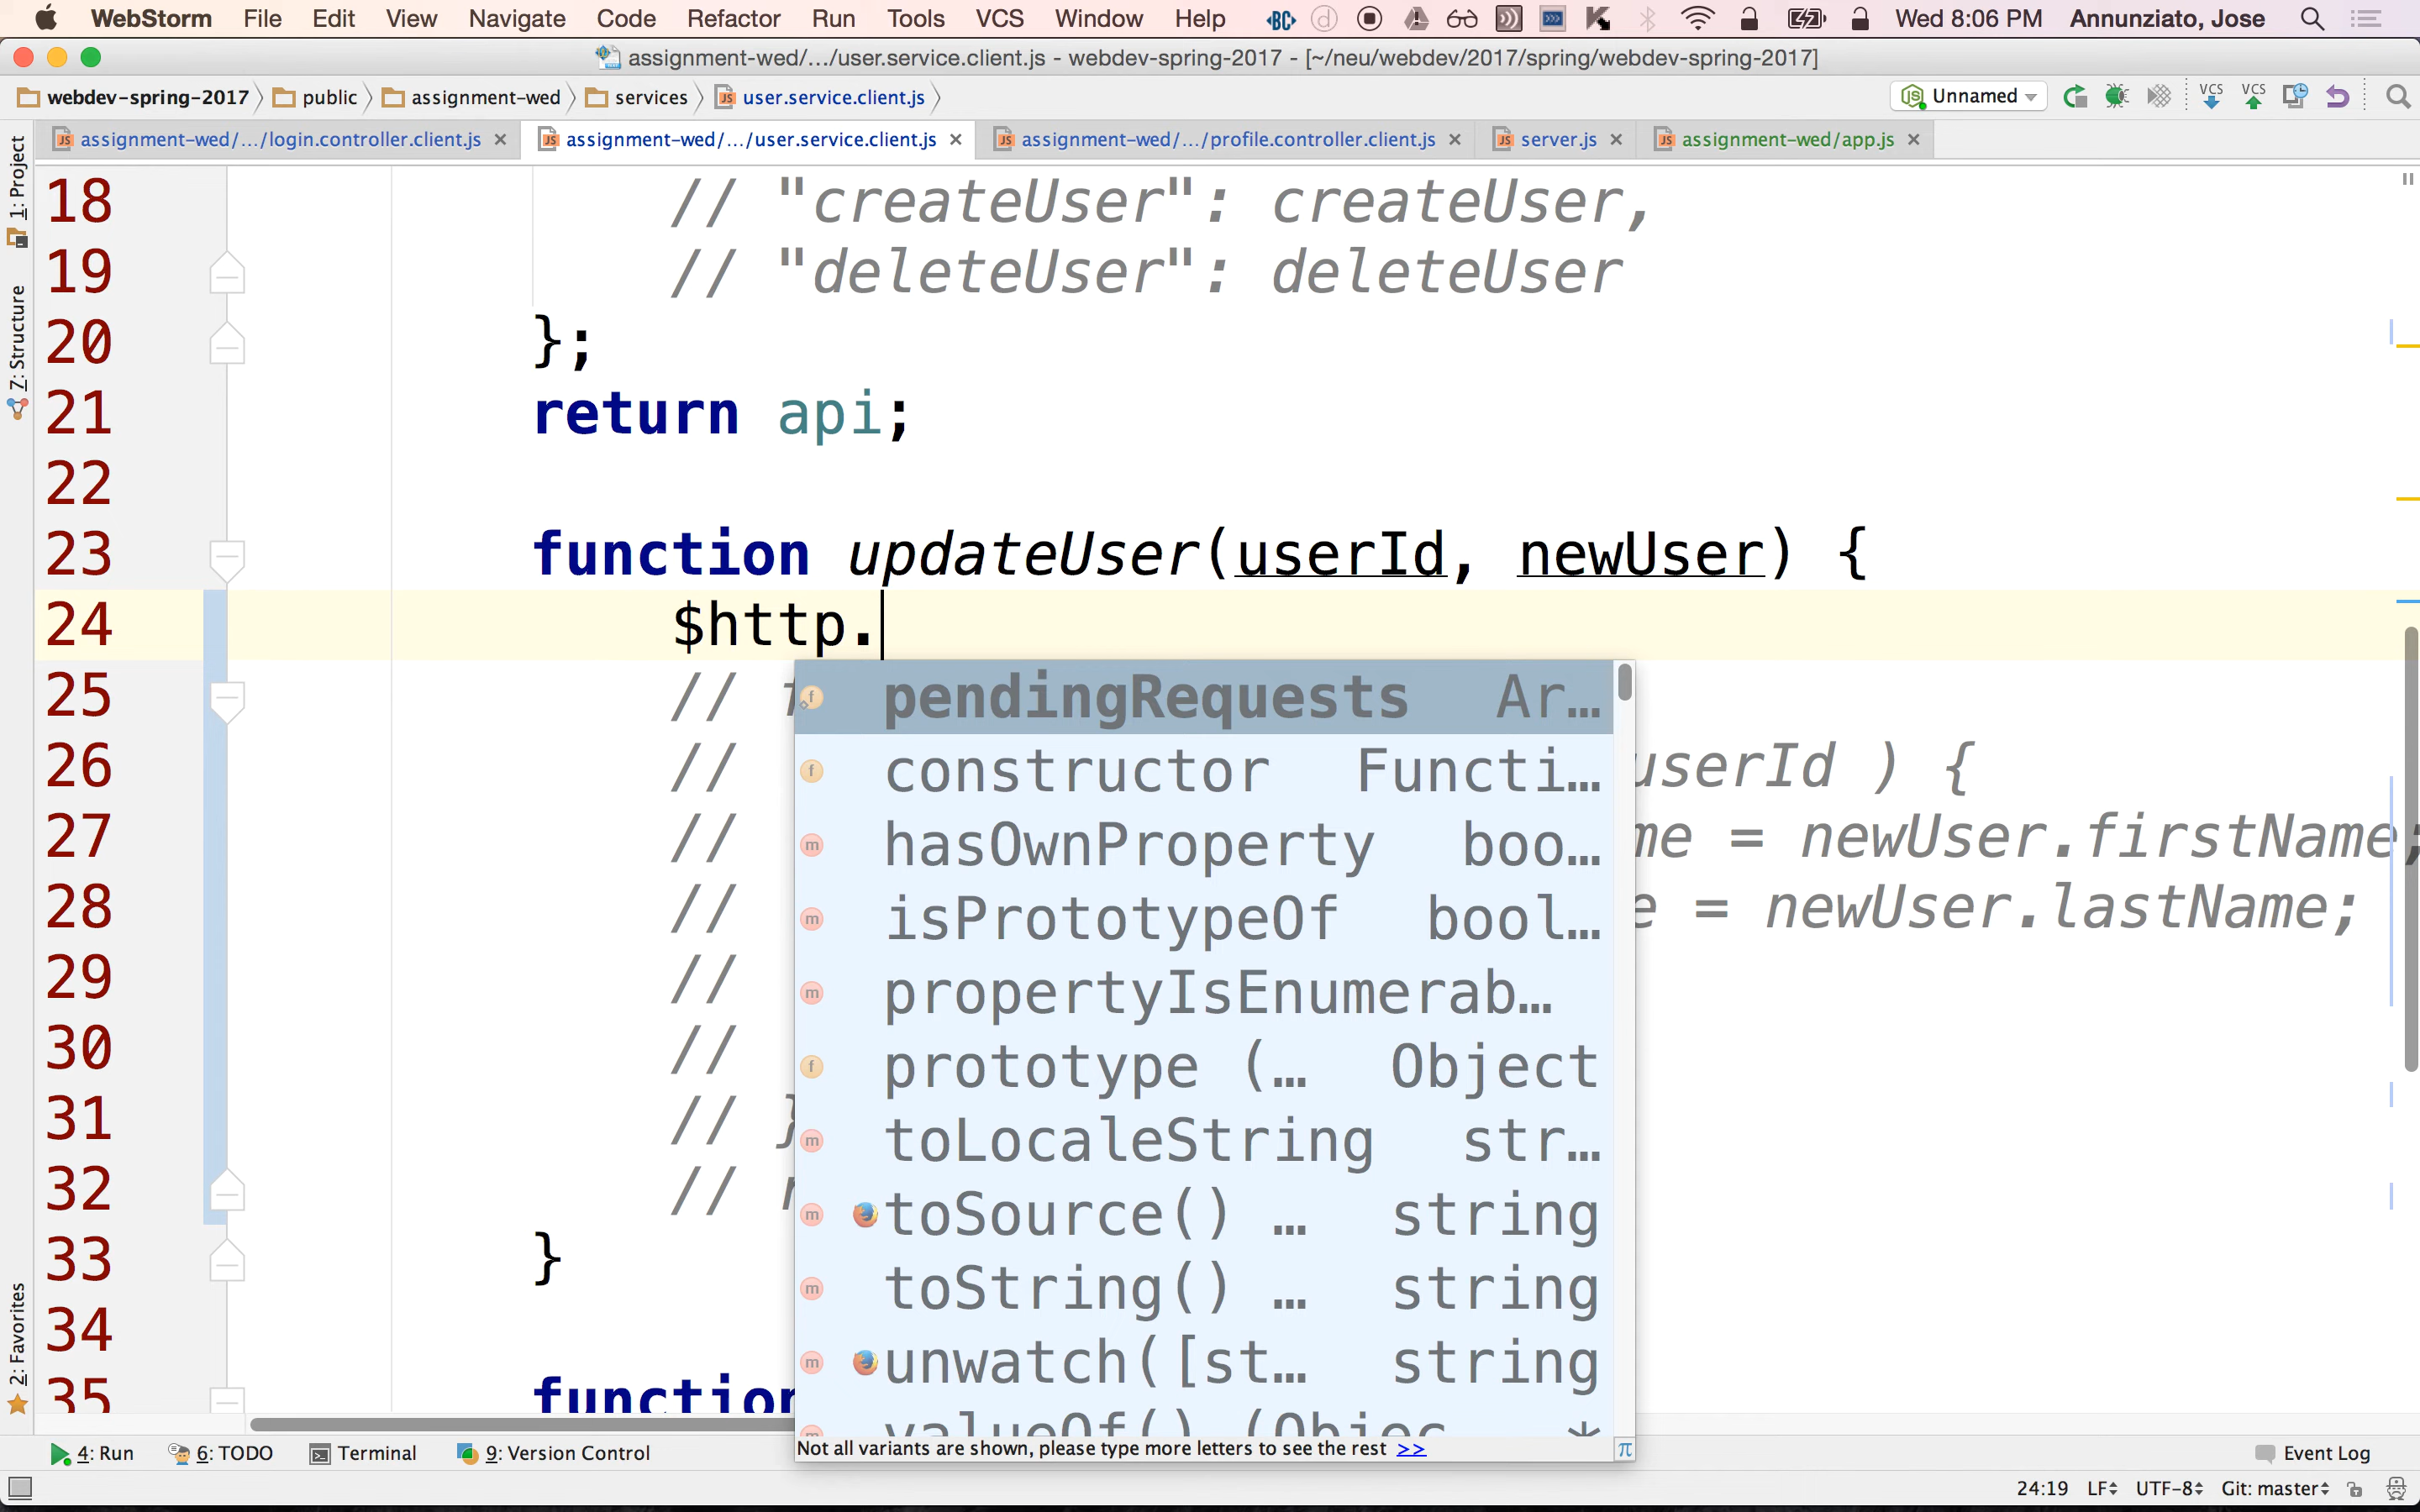 WebStorm File Edit View Navigate Code Refactor Run Tools VCS Window Help Wed 8:06 PM Annunziato, Jose
assignment-wed/.../user.service.client.js - webdev-spring-2017 - [~/neu/webdev/2017/spring/webdev-spring-2017]
webdev-spring-2017 public assignment-wed services user.service.client.js Unnamed VCS VCS
assignment-wed/.../login.controller.client.js assignment-wed/.../user.service.client.js assignment-wed/.../profile.controller.client.js server.js assignment-wed/app.js
1: Project
7: Structure
2: Favorites
18 // "createUser": createUser,
19 // "deleteUser": deleteUser
20 };
21 return api;
22
23 function updateUser(userId, newUser) {
24 $http.
25 //
26 // userId ) {
27 // me = newUser.firstName;
28 // e = newUser.lastName;
29 //
30 //
31 // }
32 //
33 }
34
35 function
pendingRequests Ar…
constructor Functi…
hasOwnProperty boo…
isPrototypeOf bool…
propertyIsEnumerab…
prototype (… Object
toLocaleString str…
toSource() … string
toString() … string
unwatch([st… string
valueOf() (Objec *
Not all variants are shown, please type more letters to see the rest >> π
4: Run 6: TODO Terminal 9: Version Control Event Log
24:19 LF UTF-8 Git: master